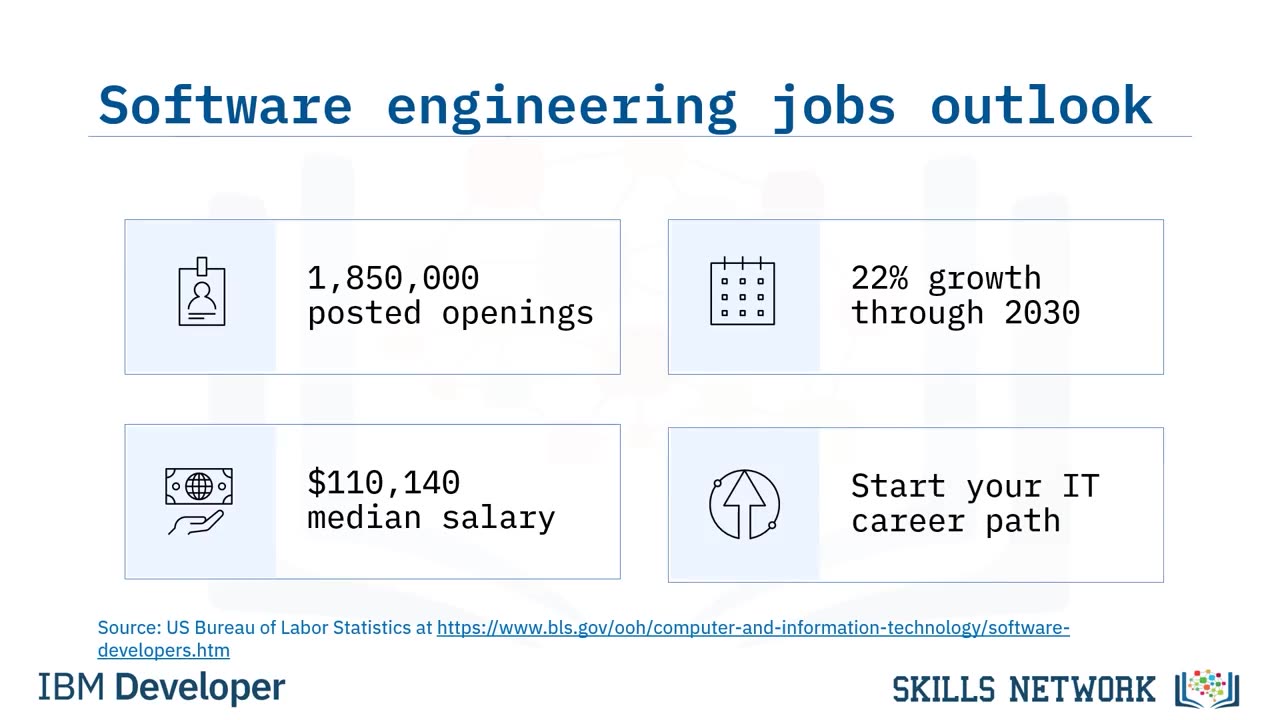 Software engineering jobs outlook
1,850,000
posted openings
22% growth
through 2030
$110,140
median salary
Start your IT
career path
Source: US Bureau of Labor Statistics at https://www.bls.gov/ooh/computer-and-information-technology/software-
developers.htm
IBM Developer
SKILLS NETWORK